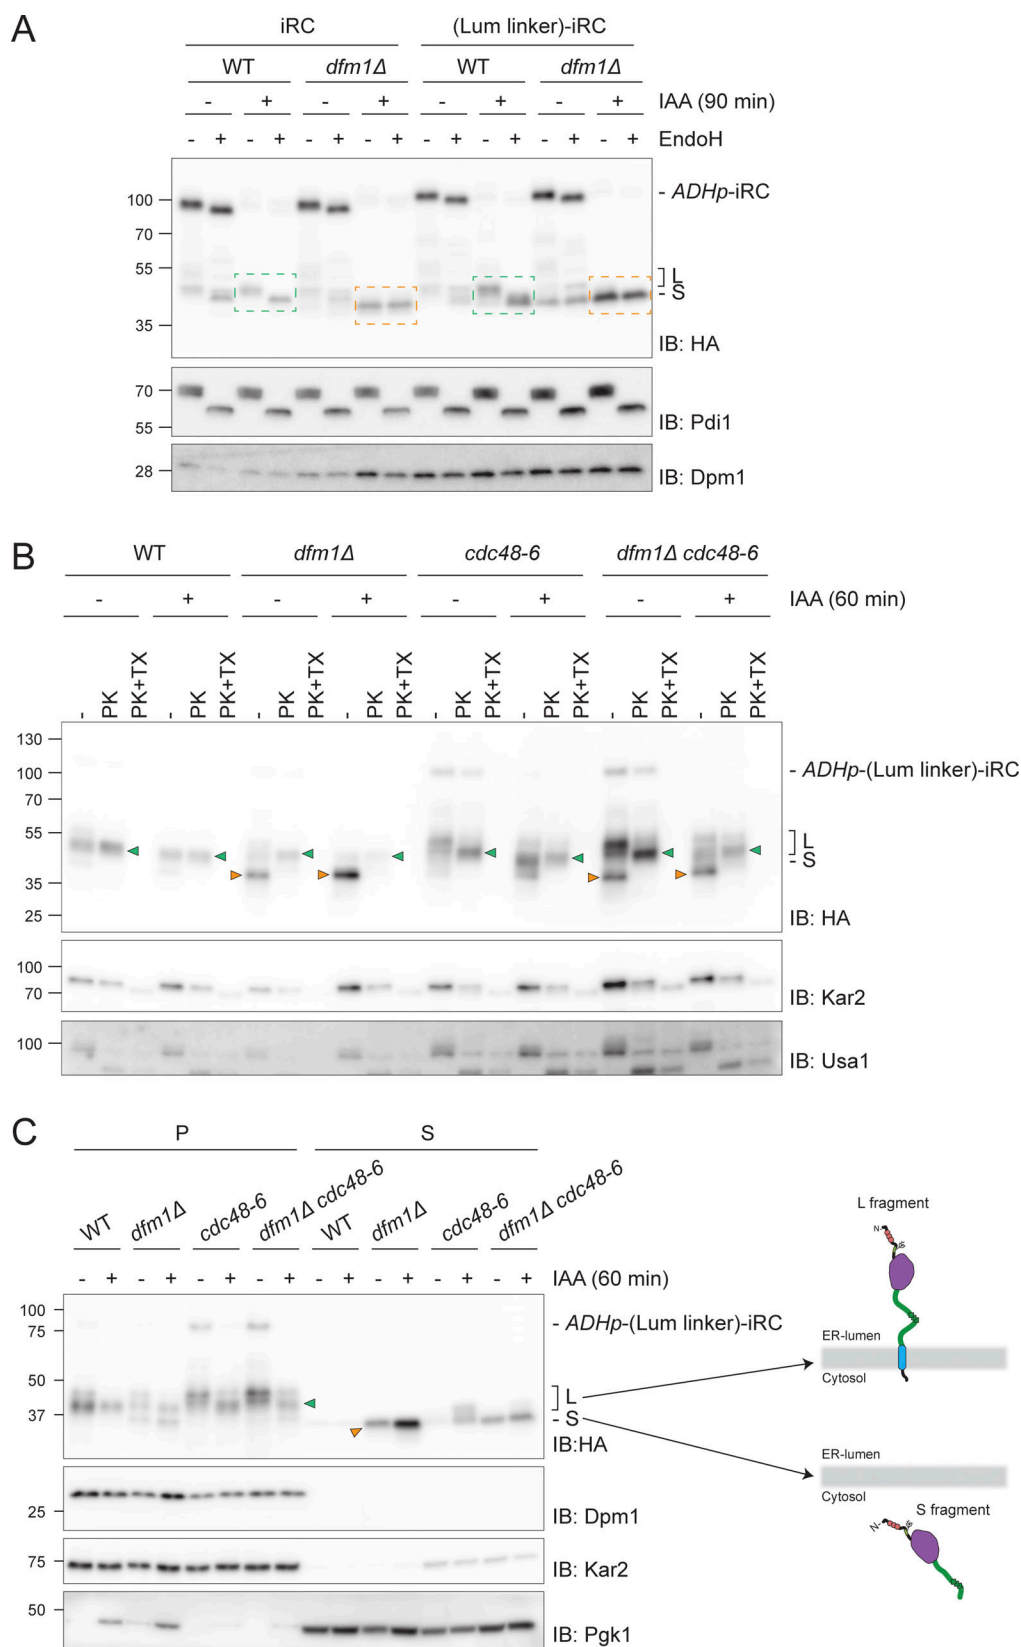 A
iRC (Lum linker)-iRC
WT dfm1Δ WT dfm1Δ
- + - + - + - + IAA (90 min)
- + - + - + - + - + - + - + - + EndoH
- ADHp-iRC
100
70
55
L
S
35
IB: HA
70
55
IB: Pdi1
28
IB: Dpm1
B
WT dfm1Δ cdc48-6 dfm1Δ cdc48-6
- + - + - + - + IAA (60 min)
- PK PK+TX - PK PK+TX - PK PK+TX - PK PK+TX - PK PK+TX - PK PK+TX - PK PK+TX - PK PK+TX
130
100
- ADHp-(Lum linker)-iRC
70
55
L
- S
35
25
IB: HA
100
70
IB: Kar2
100
IB: Usa1
C
P S
WT dfm1Δ cdc48-6 dfm1Δ cdc48-6 WT dfm1Δ cdc48-6 dfm1Δ cdc48-6
- + - + - + - + - + - + - + - + IAA (60 min)
100
75
- ADHp-(Lum linker)-iRC
50
L
37
- S
IB:HA
25
IB: Dpm1
75
IB: Kar2
50
IB: Pgk1
L fragment
N-
ER-lumen
Cytosol
ER-lumen
Cytosol
S fragment
N-